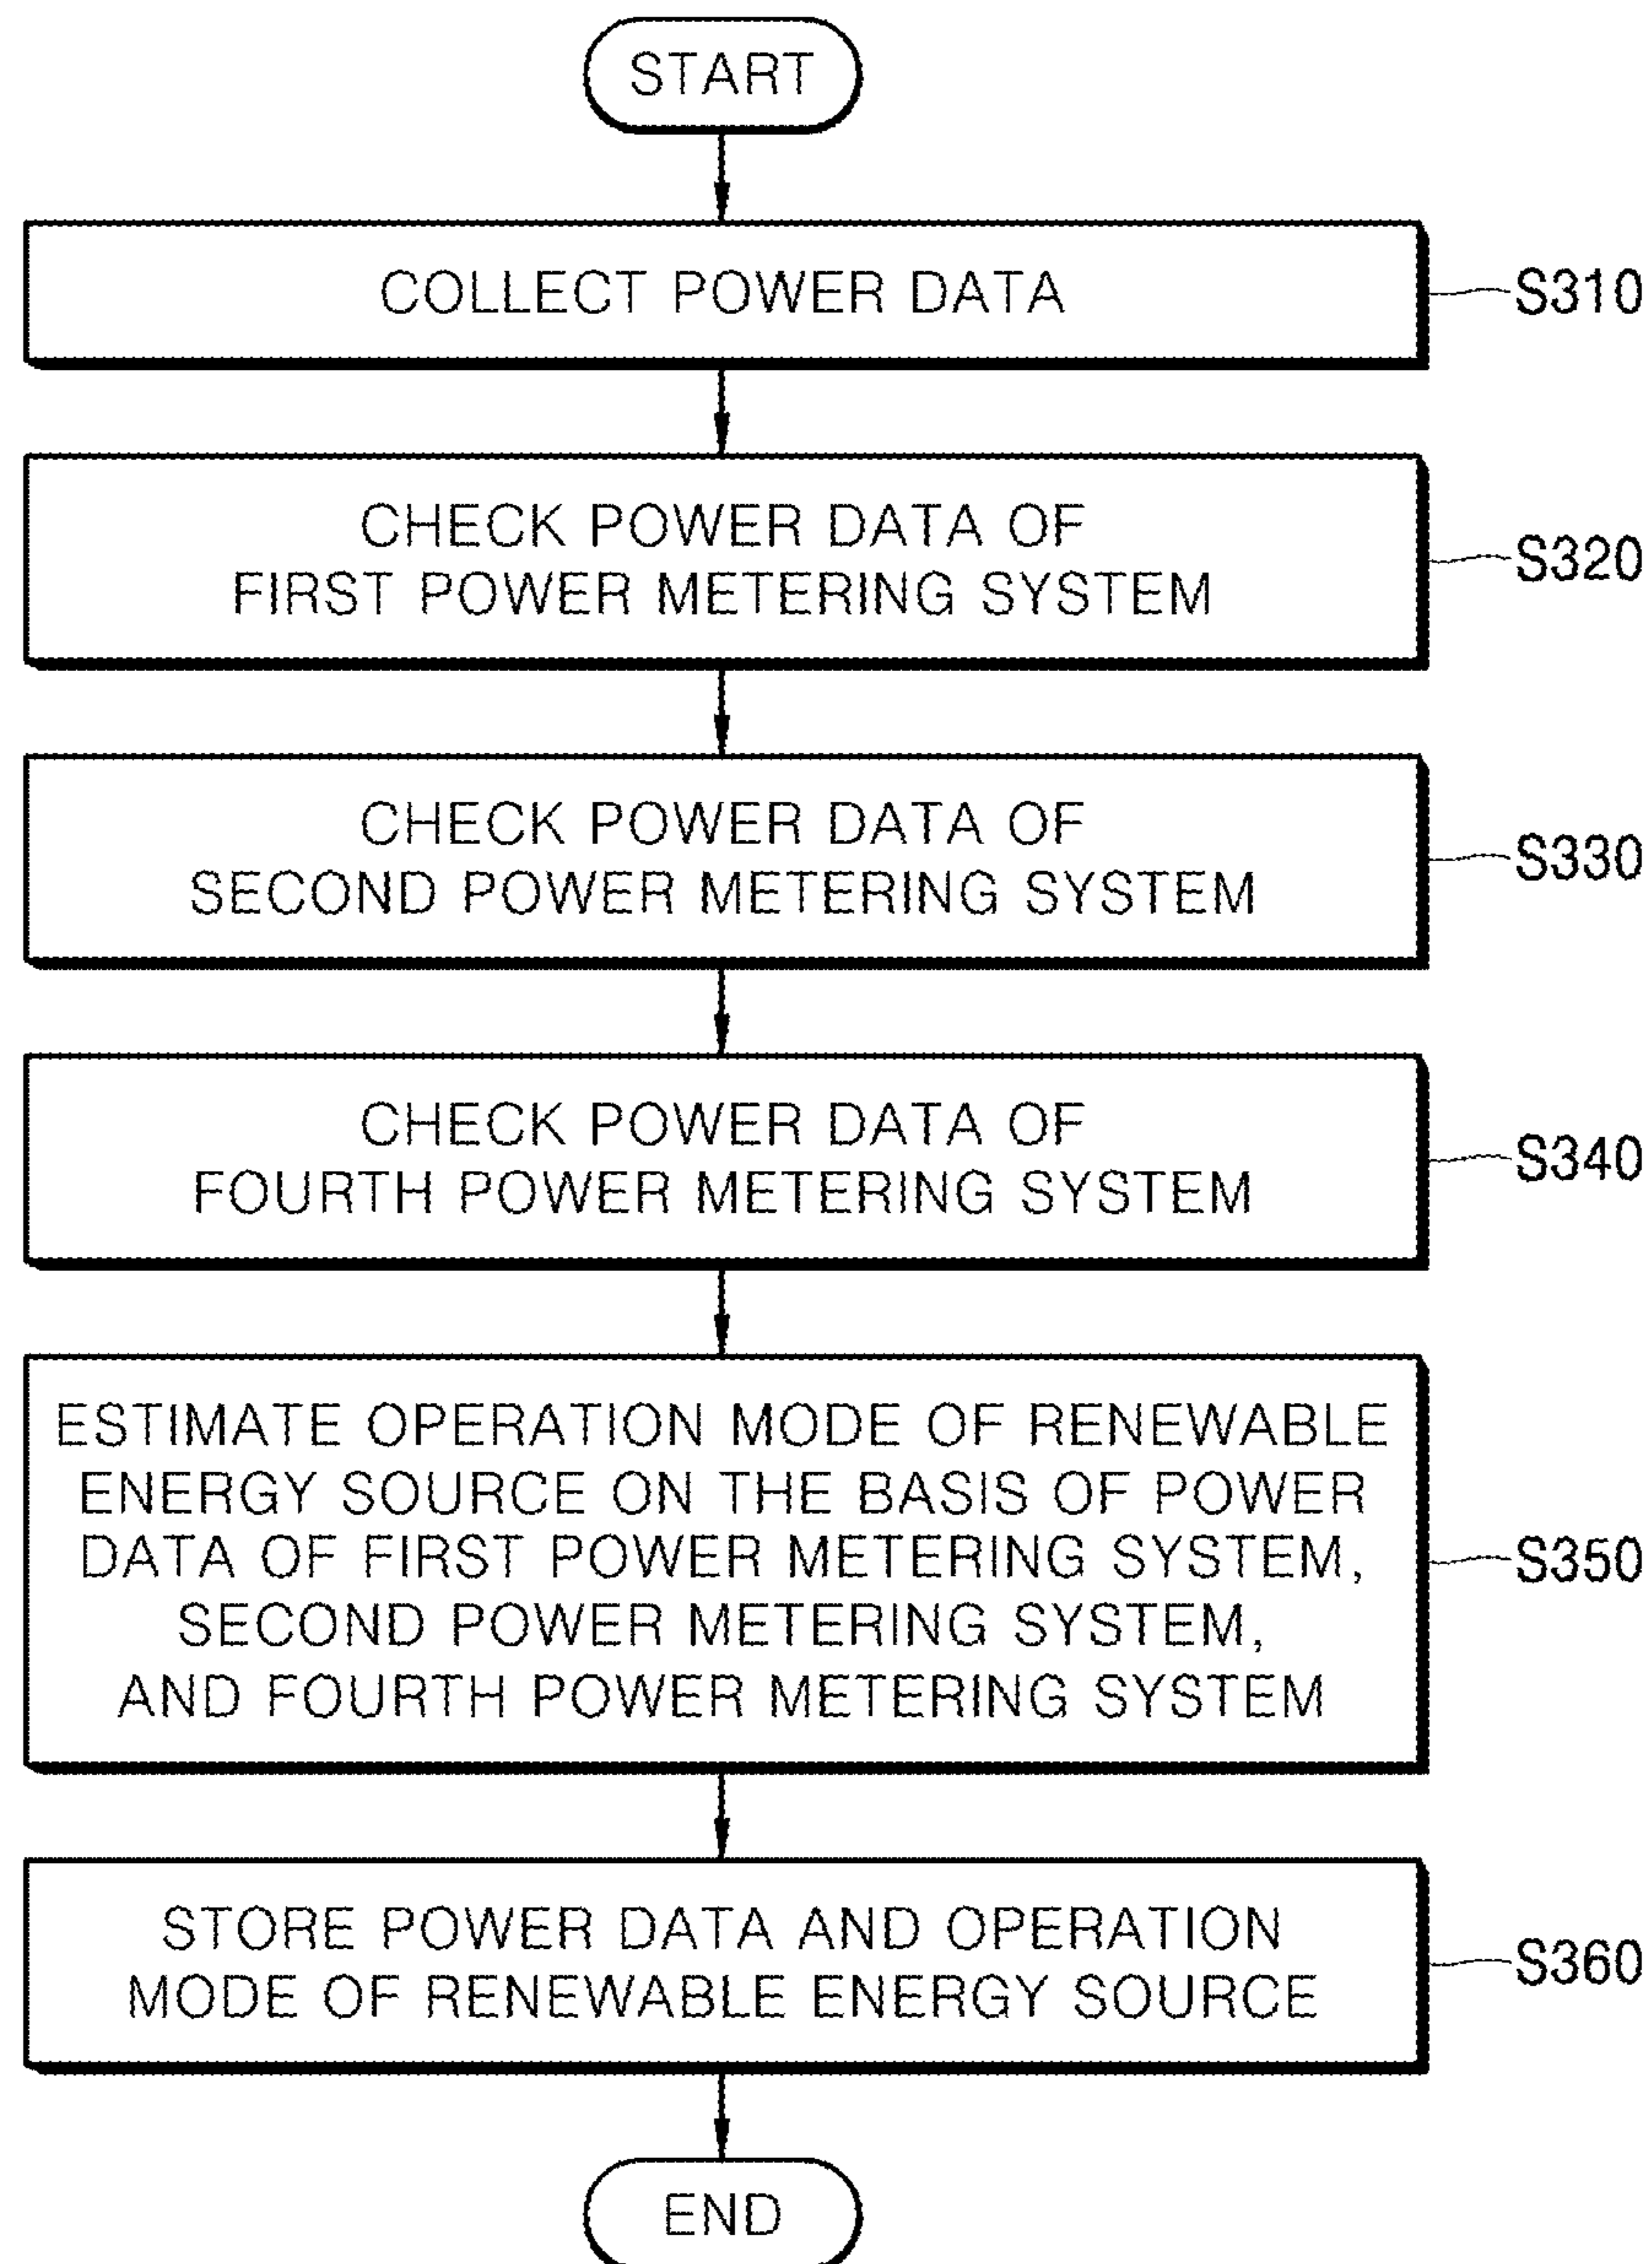 START
COLLECT POWER DATA
S310
CHECK POWER DATA OF
FIRST POWER METERING SYSTEM
S320
CHECK POWER DATA OF
SECOND POWER METERING SYSTEM
S330
CHECK POWER DATA OF
FOURTH POWER METERING SYSTEM
S340
ESTIMATE OPERATION MODE OF RENEWABLE
ENERGY SOURCE ON THE BASIS OF POWER
DATA OF FIRST POWER METERING SYSTEM,
SECOND POWER METERING SYSTEM,
AND FOURTH POWER METERING SYSTEM
S350
STORE POWER DATA AND OPERATION
MODE OF RENEWABLE ENERGY SOURCE
S360
END